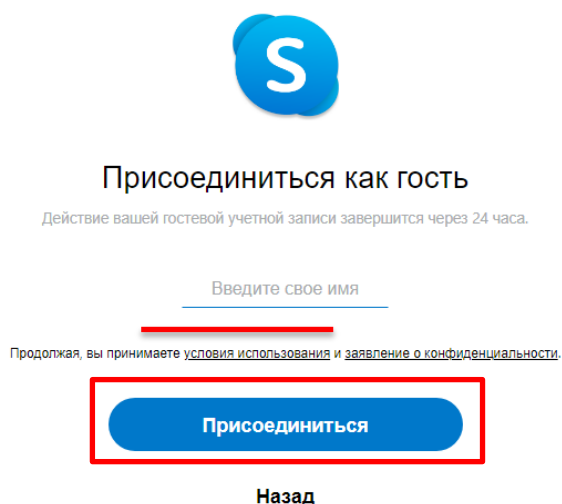 S
Присоединиться как гость
Действие вашей гостевой учетной записи завершится через 24 часа.
Введите свое имя
Продолжая, вы принимаете условия использования и заявление о конфиденциальности.
Присоединиться
Назад